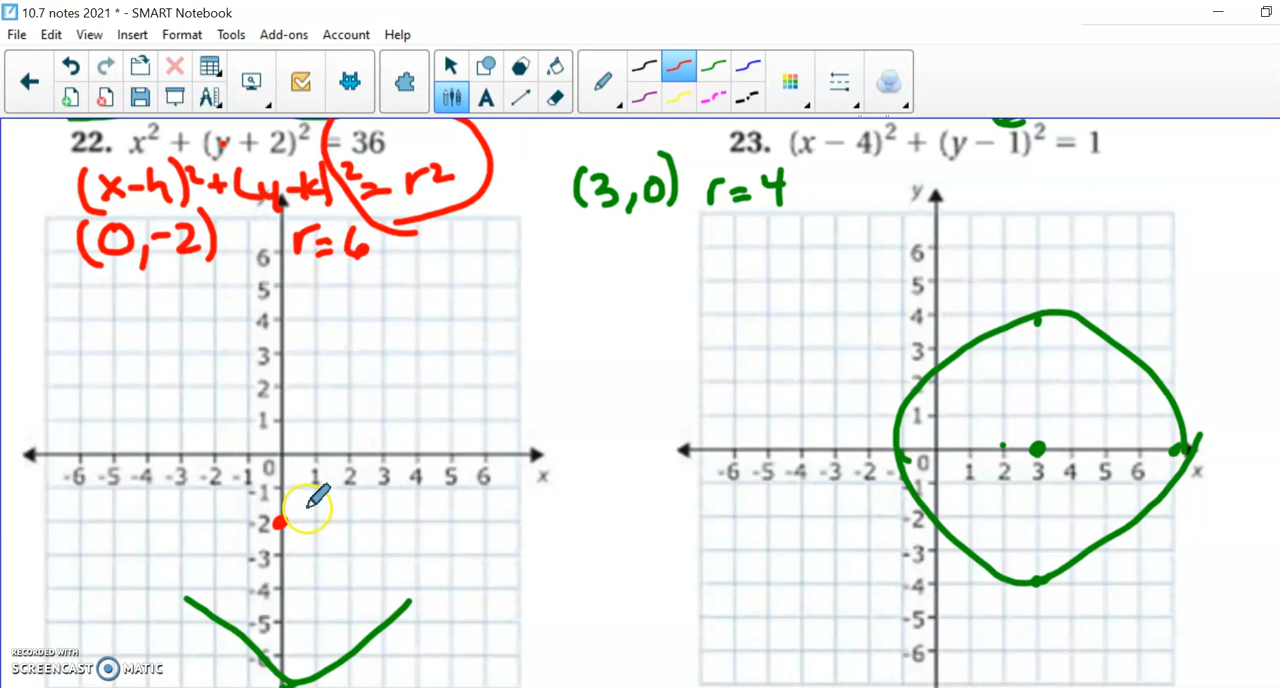 10.7 notes 2021 * - SMART Notebook
File Edit View Insert Format Tools Add-ons Account Help
22. x² + (y + 2)² = 36
(x-h)²+(y-k)²=r²
(0,-2) r=6
6
5
4
3
2
1
-6 -5 -4 -3 -2 -1 0 1 2 3 4 5 6 x
-1
-2
-3
-4
-5
-6
23. (x − 4)² + (y − 1)² = 1
(3,0) r=4
y
6
5
4
3
2
1
-6 -5 -4 -3 -2 0 1 2 3 4 5 6 x
-1
-2
-3
-4
-5
-6
RECORDED WITH
SCREENCAST MATIC